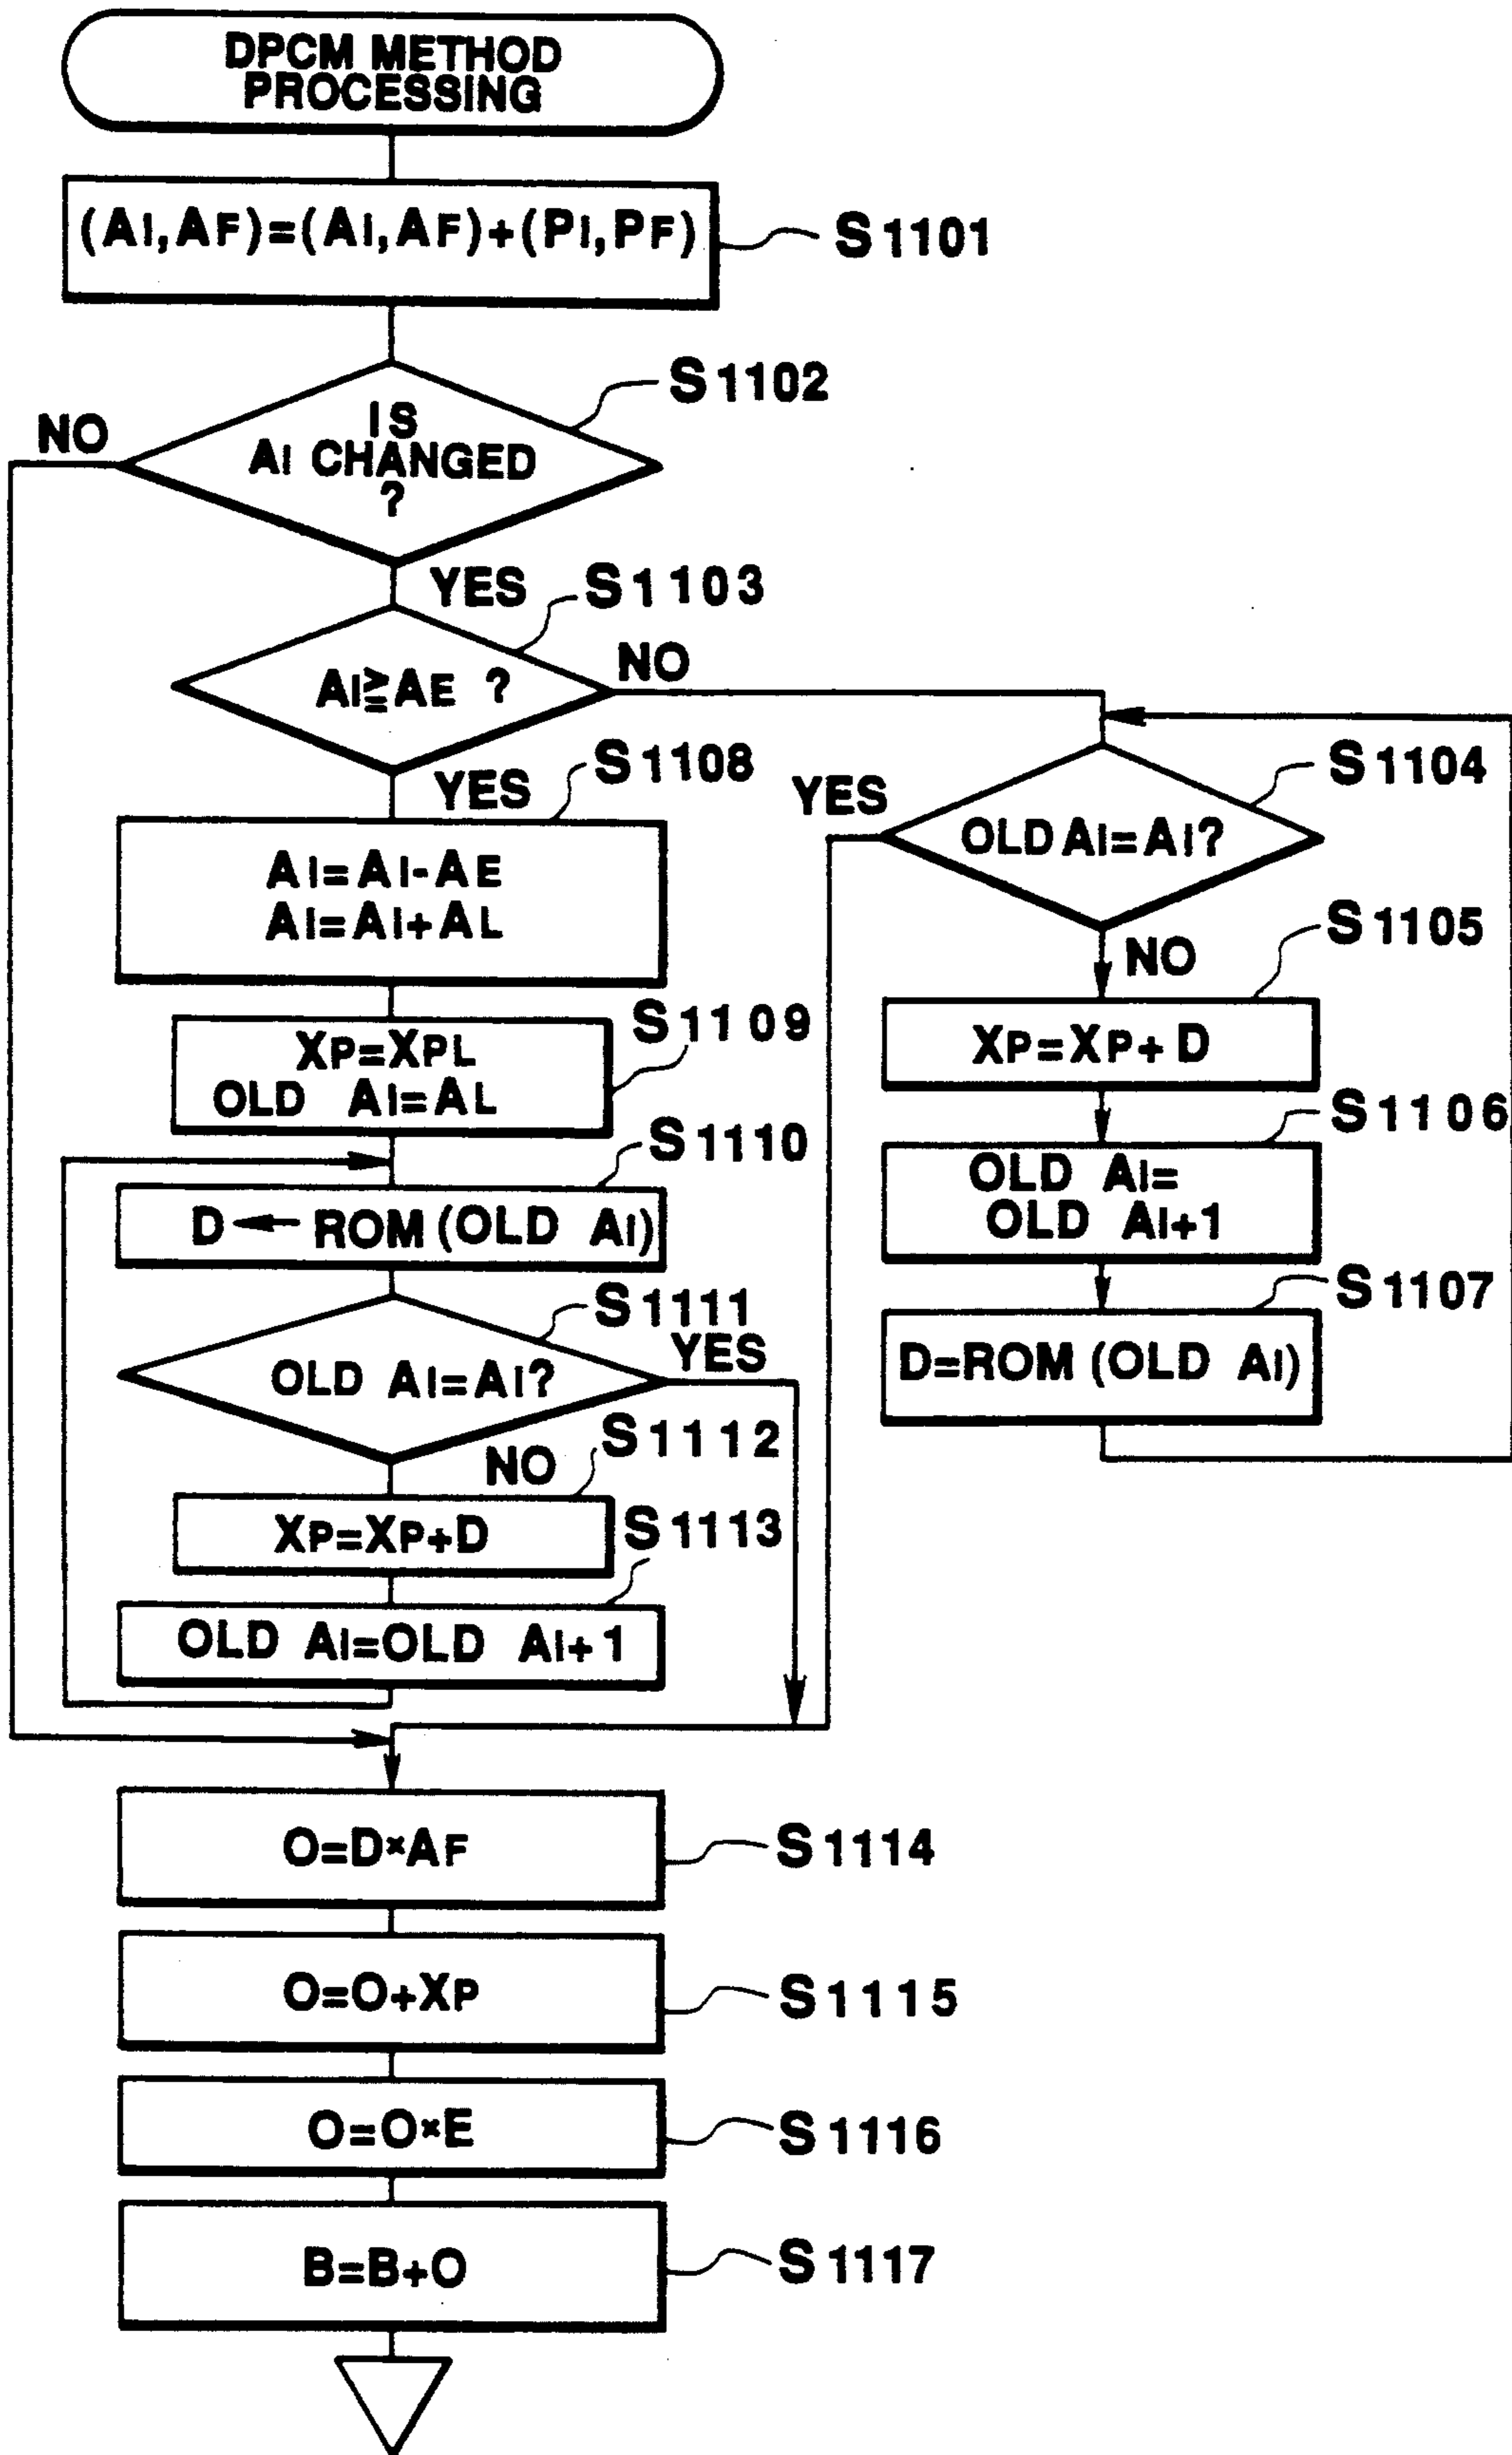 DPCM METHOD
PROCESSING
(AI,AF)=(AI,AF)+(PI,PF)
S1101
S1102
NO
IS
AI CHANGED
?
YES
S1103
AI≧AE ?
NO
S1108
YES
AI=AI-AE
AI=AI+AL
S1109
XP=XPL
OLD AI=AL
S1110
D← ROM (OLD AI)
S1111
OLD AI=AI?
YES
S1112
NO
XP=XP+D
S1113
OLD AI=OLD AI+1
S1104
YES
OLD AI=AI?
S1105
NO
XP=XP+D
S1106
OLD AI=
OLD AI+1
S1107
D=ROM (OLD AI)
O=D×AF
S1114
O=O+XP
S1115
O=O×E
S1116
B=B+O
S1117